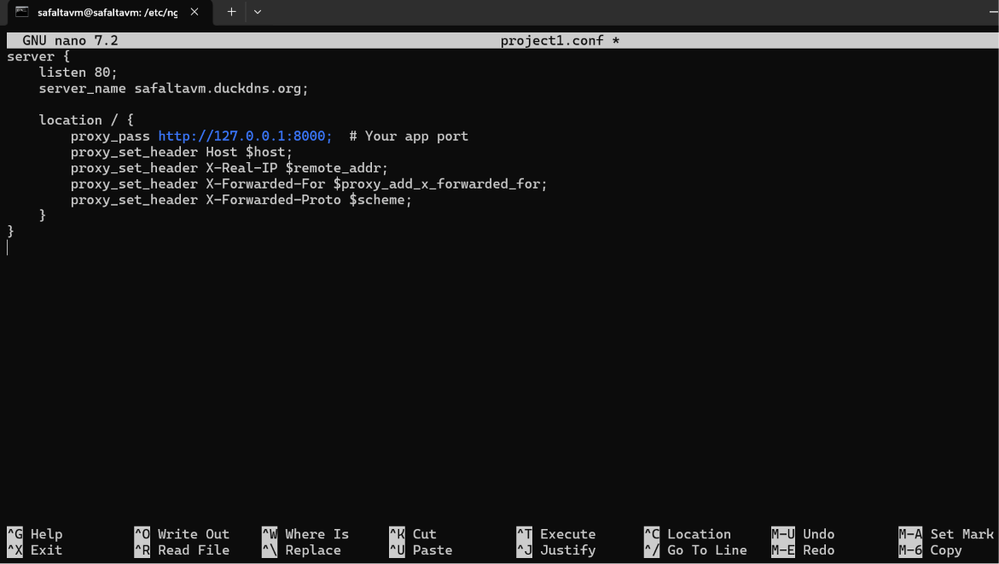 safaltavm@safaltavm: /etc/ng
GNU nano 7.2 project1.conf *
server {
    listen 80;
    server_name safaltavm.duckdns.org;

    location / {
        proxy_pass http://127.0.0.1:8000;  # Your app port
        proxy_set_header Host $host;
        proxy_set_header X-Real-IP $remote_addr;
        proxy_set_header X-Forwarded-For $proxy_add_x_forwarded_for;
        proxy_set_header X-Forwarded-Proto $scheme;
    }
}
^G Help ^O Write Out ^W Where Is ^K Cut ^T Execute ^C Location M-U Undo M-A Set Mark
^X Exit ^R Read File ^\ Replace ^U Paste ^J Justify ^/ Go To Line M-E Redo M-6 Copy